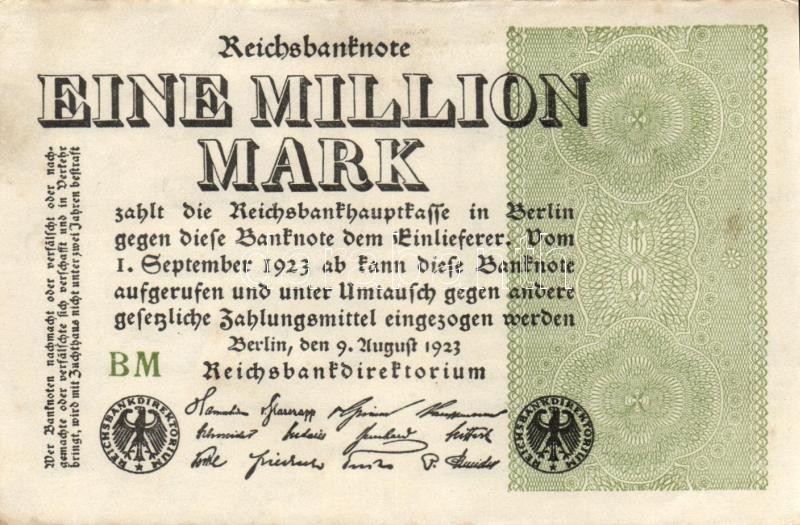 Reichsbanknote
EINE MILLION
MARK
zahlt die Reichsbankhauptkasse in Berlin
gegen diese Banknote dem Einlieferer. Vom
1. September 1923 ab kann diese Banknote
aufgerufen und unter Umtausch gegen andere
gesetzliche Zahlungsmittel eingezogen werden
Berlin, den 9. August 1923
Reichsbankdirektorium
BM
Wer Banknoten nachmacht oder verfälscht oder nach-
gemachte oder verfälschte sich verschafft und in Verkehr
bringt, wird mit Zuchthaus nicht unter zwei Jahren bestraft
REICHSBANKDIREKTORIUM
REICHSBANKDIREKTORIUM